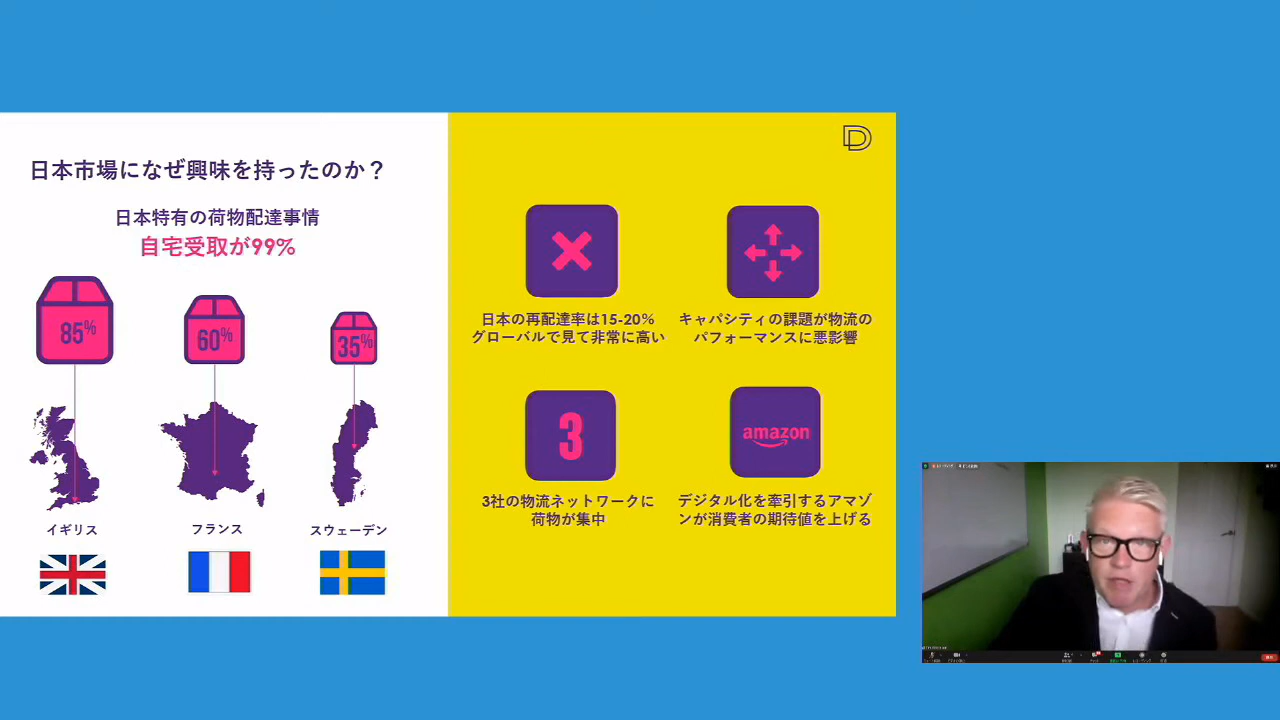 日本市場になぜ興味を持ったのか？
日本特有の荷物配達事情
自宅受取が99%
85%
60%
35%
イギリス
フランス
スウェーデン
D
日本の再配達率は15-20%
グローバルで見て非常に高い
キャパシティの課題が物流の
パフォーマンスに悪影響
3
amazon
3社の物流ネットワークに
荷物が集中
デジタル化を牽引するアマゾ
ンが消費者の期待値を上げる